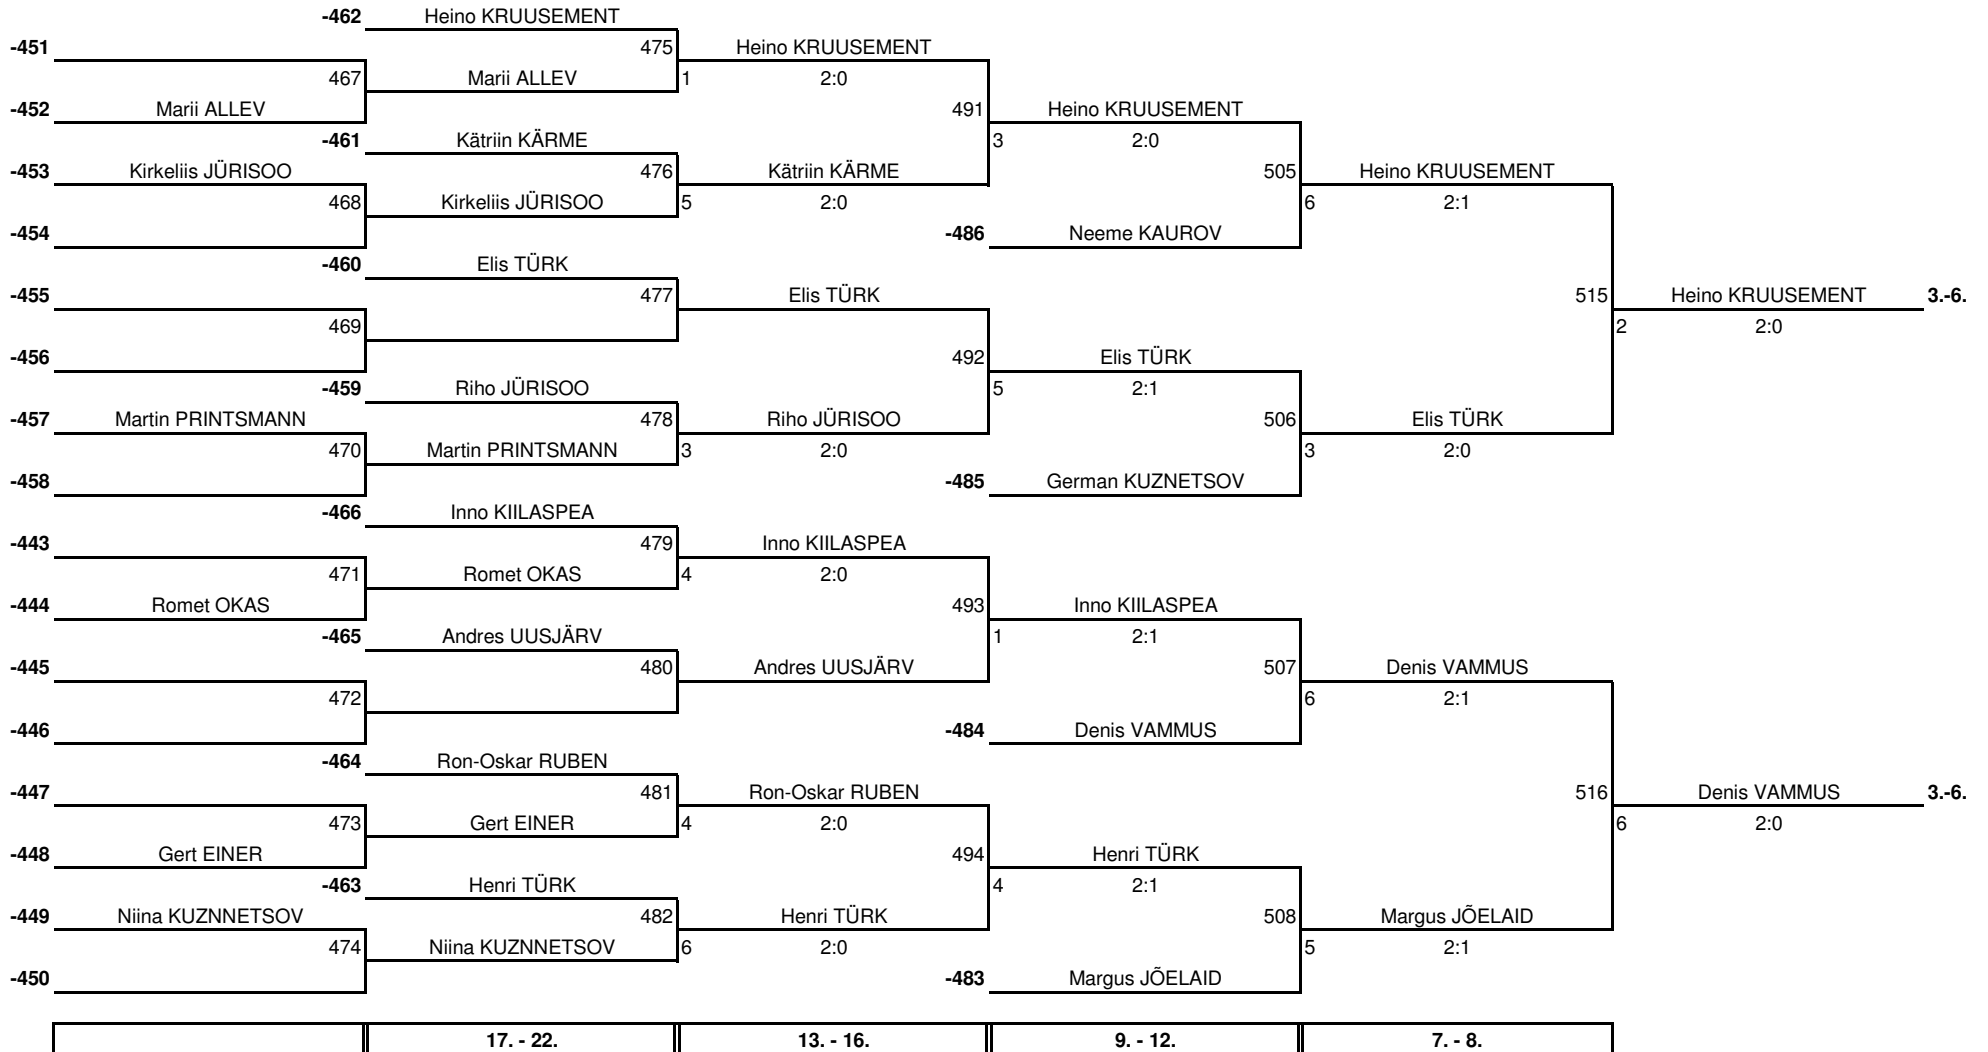 -462 Heino KRUUSEMENT
-451 475 Heino KRUUSEMENT
467 Marii ALLEV 1 2:0
-452 Marii ALLEV 491 Heino KRUUSEMENT
-461 Kätriin KÄRME 3 2:0
-453 Kirkeliis JÜRISOO 476 Kätriin KÄRME 505 Heino KRUUSEMENT
468 Kirkeliis JÜRISOO 5 2:0 6 2:1
-454 -486 Neeme KAUROV
-460 Elis TÜRK
-455 477 Elis TÜRK 515 Heino KRUUSEMENT 3.-6.
469 2 2:0
-456 492 Elis TÜRK
-459 Riho JÜRISOO 5 2:1
-457 Martin PRINTSMANN 478 Riho JÜRISOO 506 Elis TÜRK
470 Martin PRINTSMANN 3 2:0 3 2:0
-458 -485 German KUZNETSOV
-466 Inno KIILASPEA
-443 479 Inno KIILASPEA
471 Romet OKAS 4 2:0
-444 Romet OKAS 493 Inno KIILASPEA
-465 Andres UUSJÄRV 1 2:1
-445 480 Andres UUSJÄRV 507 Denis VAMMUS
472 6 2:1
-446 -484 Denis VAMMUS
-464 Ron-Oskar RUBEN
-447 481 Ron-Oskar RUBEN 516 Denis VAMMUS 3.-6.
473 Gert EINER 4 2:0 6 2:0
-448 Gert EINER 494 Henri TÜRK
-463 Henri TÜRK 4 2:1
-449 Niina KUZNNETSOV 482 Henri TÜRK 508 Margus JÕELAID
474 Niina KUZNNETSOV 6 2:0 5 2:1
-450 -483 Margus JÕELAID
17. - 22. 13. - 16. 9. - 12. 7. - 8.